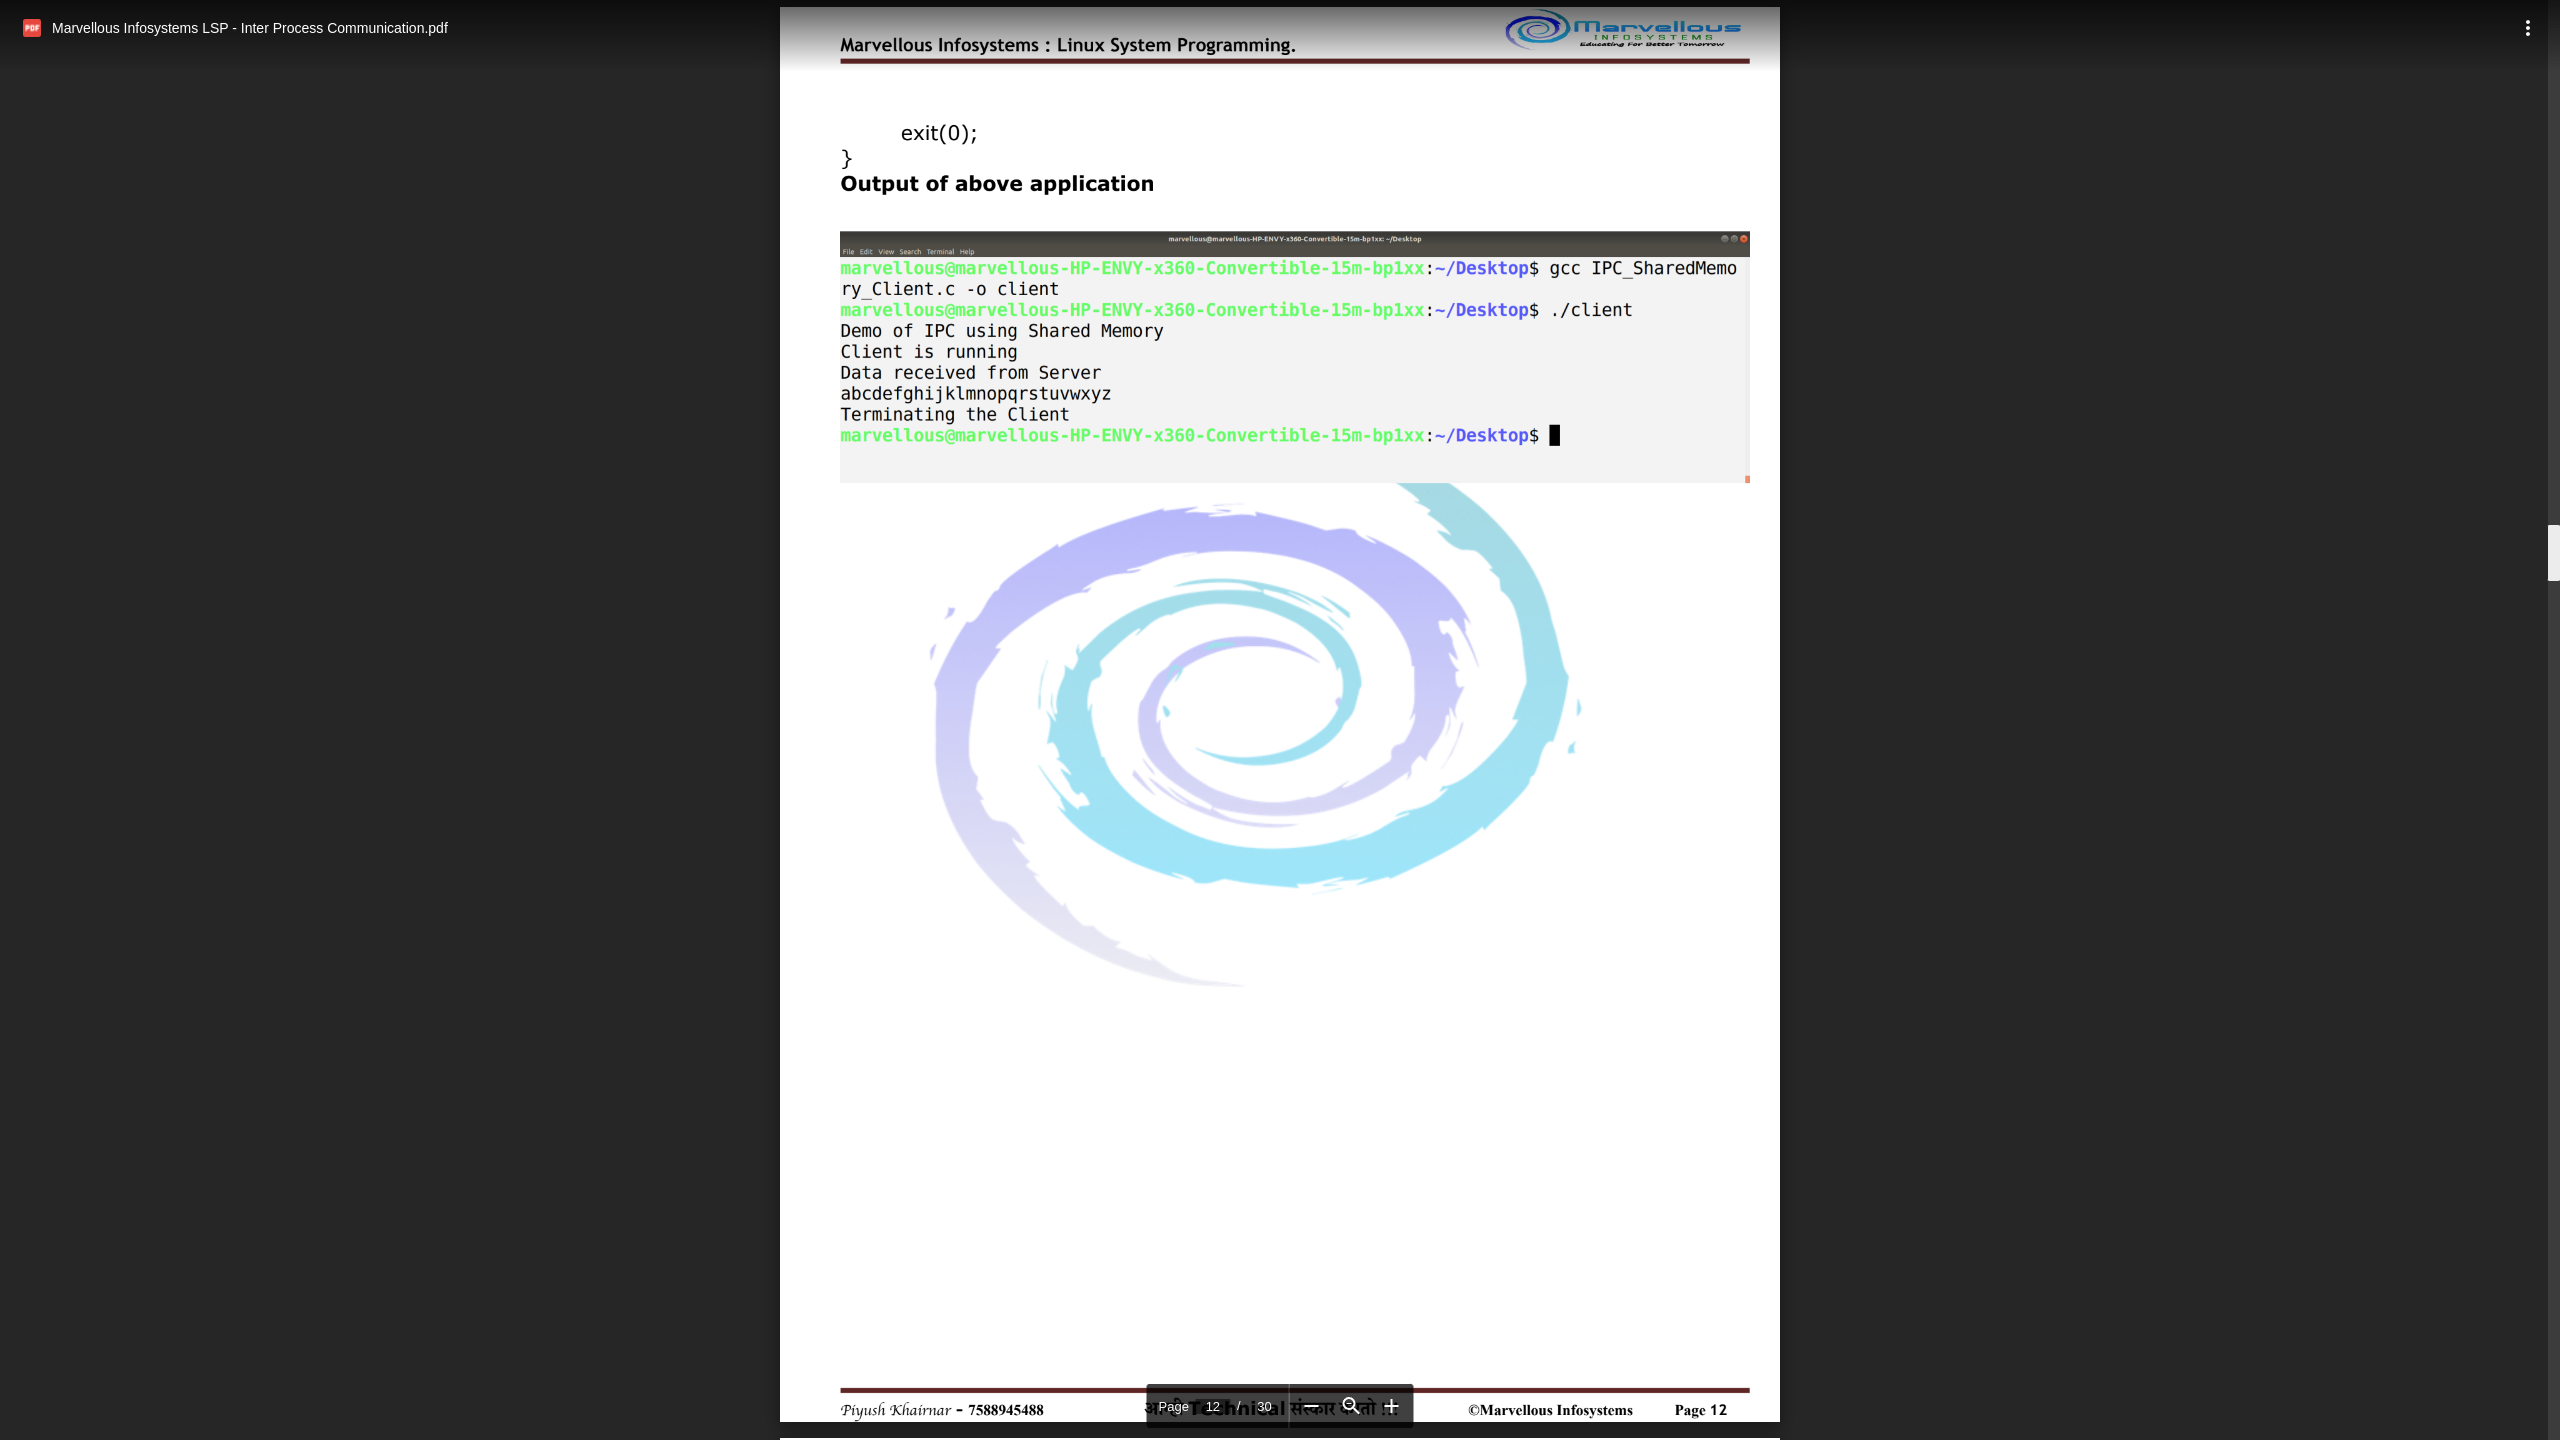 Marvellous Infosystems LSP - Inter Process Communication.pdf
Marvellous Infosystems : Linux System Programming.
Marvellous
INFOSYSTEMS
Educating For Better Tomorrow
exit(0);
}
Output of above application
marvellous@marvellous-HP-ENVY-x360-Convertible-15m-bp1xx: ~/Desktop
File Edit View Search Terminal Help
marvellous@marvellous-HP-ENVY-x360-Convertible-15m-bp1xx:~/Desktop$ gcc IPC_SharedMemo
ry_Client.c -o client
marvellous@marvellous-HP-ENVY-x360-Convertible-15m-bp1xx:~/Desktop$ ./client
Demo of IPC using Shared Memory
Client is running
Data received from Server
abcdefghijklmnopqrstuvwxyz
Terminating the Client
marvellous@marvellous-HP-ENVY-x360-Convertible-15m-bp1xx:~/Desktop$
Piyush Khairnar - 7588945488 Technical संस्कार !!! ©Marvellous Infosystems Page 12
Page 12 / 30